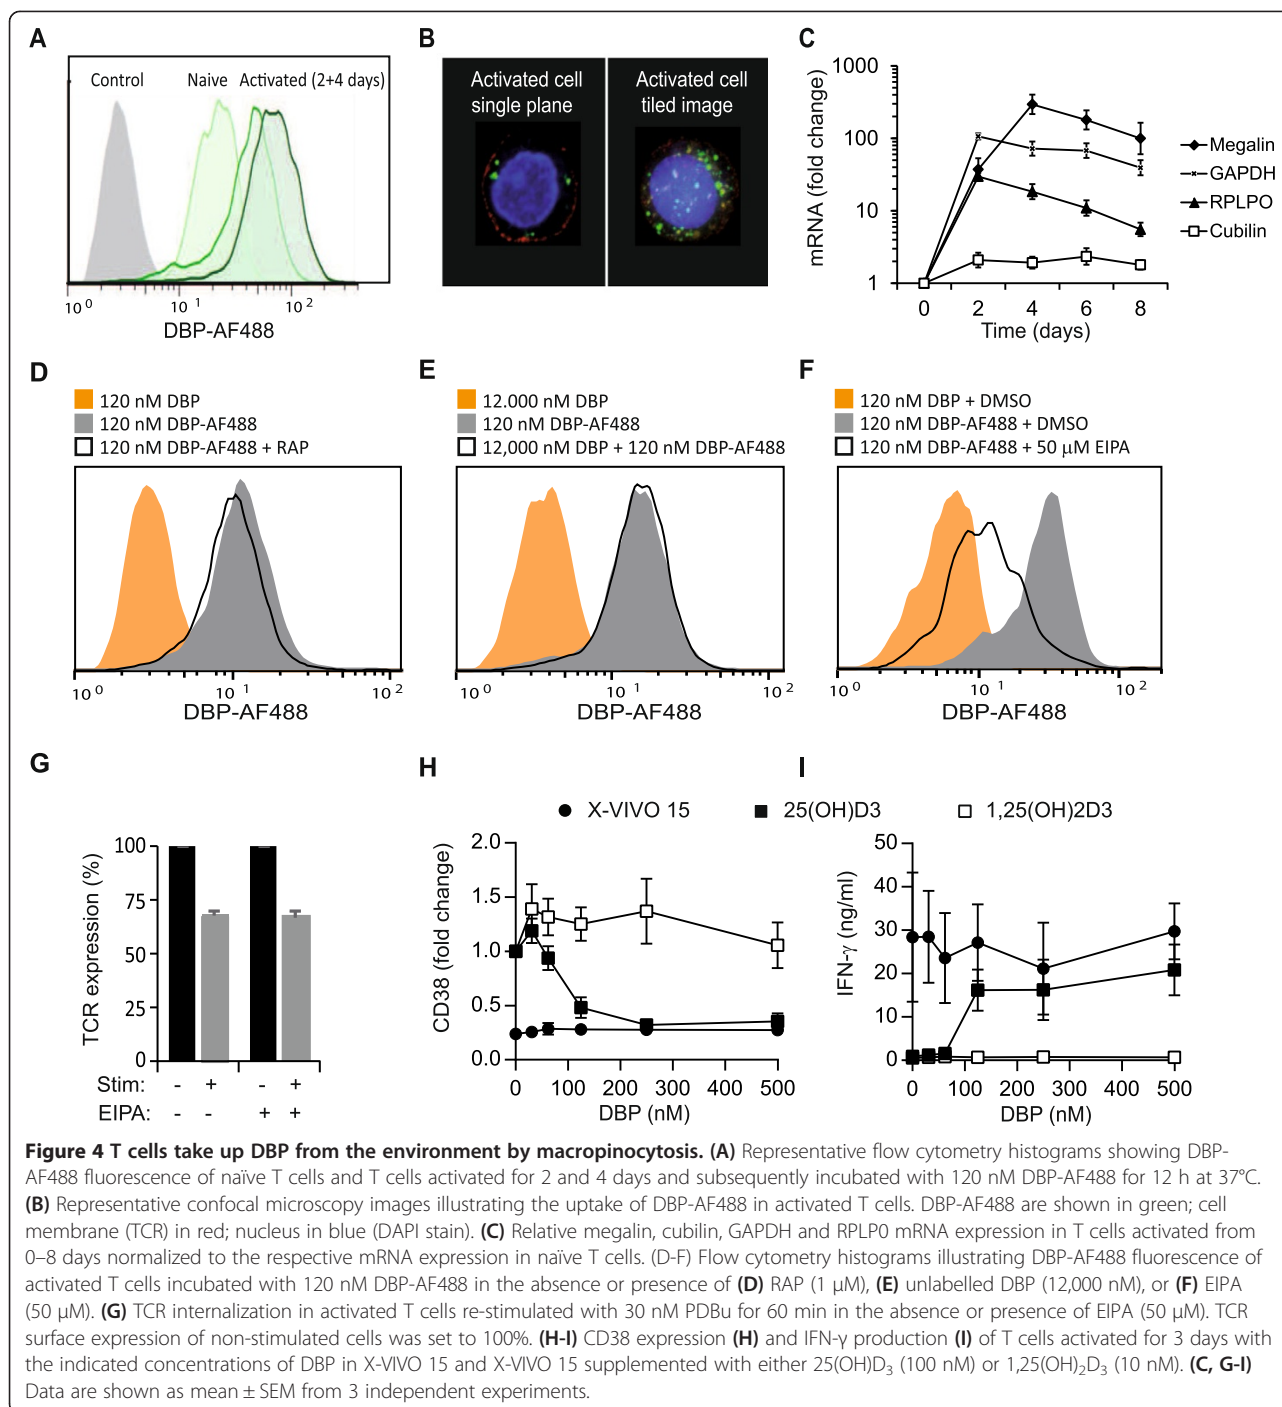 A
Control
Naive
Activated (2+4 days)
10^0
10^1
10^2
DBP-AF488
B
Activated cell
single plane
Activated cell
tiled image
C
mRNA (fold change)
1000
100
10
1
0
2
4
6
8
Time (days)
Megalin
GAPDH
RPLPO
Cubilin
D
120 nM DBP
120 nM DBP-AF488
120 nM DBP-AF488 + RAP
10^0
10^1
10^2
DBP-AF488
E
12.000 nM DBP
120 nM DBP-AF488
12,000 nM DBP + 120 nM DBP-AF488
10^0
10^1
10^2
DBP-AF488
F
120 nM DBP + DMSO
120 nM DBP-AF488 + DMSO
120 nM DBP-AF488 + 50 μM EIPA
10^0
10^1
10^2
DBP-AF488
G
TCR expression (%)
100
75
50
25
0
Stim: - + - +
EIPA: - - + +
H
I
X-VIVO 15
25(OH)D3
1,25(OH)2D3
CD38 (fold change)
2.0
1.5
1.0
0.5
0.0
0 100 200 300 400 500
DBP (nM)
IFN-γ (ng/ml)
50
40
30
20
10
0
0 100 200 300 400 500
DBP (nM)
Figure 4 T cells take up DBP from the environment by macropinocytosis. (A) Representative flow cytometry histograms showing DBP-
AF488 fluorescence of naïve T cells and T cells activated for 2 and 4 days and subsequently incubated with 120 nM DBP-AF488 for 12 h at 37°C.
(B) Representative confocal microscopy images illustrating the uptake of DBP-AF488 in activated T cells. DBP-AF488 are shown in green; cell
membrane (TCR) in red; nucleus in blue (DAPI stain). (C) Relative megalin, cubilin, GAPDH and RPLP0 mRNA expression in T cells activated from
0–8 days normalized to the respective mRNA expression in naïve T cells. (D-F) Flow cytometry histograms illustrating DBP-AF488 fluorescence of
activated T cells incubated with 120 nM DBP-AF488 in the absence or presence of (D) RAP (1 μM), (E) unlabelled DBP (12,000 nM), or (F) EIPA
(50 μM). (G) TCR internalization in activated T cells re-stimulated with 30 nM PDBu for 60 min in the absence or presence of EIPA (50 μM). TCR
surface expression of non-stimulated cells was set to 100%. (H-I) CD38 expression (H) and IFN-γ production (I) of T cells activated for 3 days with
the indicated concentrations of DBP in X-VIVO 15 and X-VIVO 15 supplemented with either 25(OH)D₃ (100 nM) or 1,25(OH)₂D₃ (10 nM). (C, G-I)
Data are shown as mean ± SEM from 3 independent experiments.